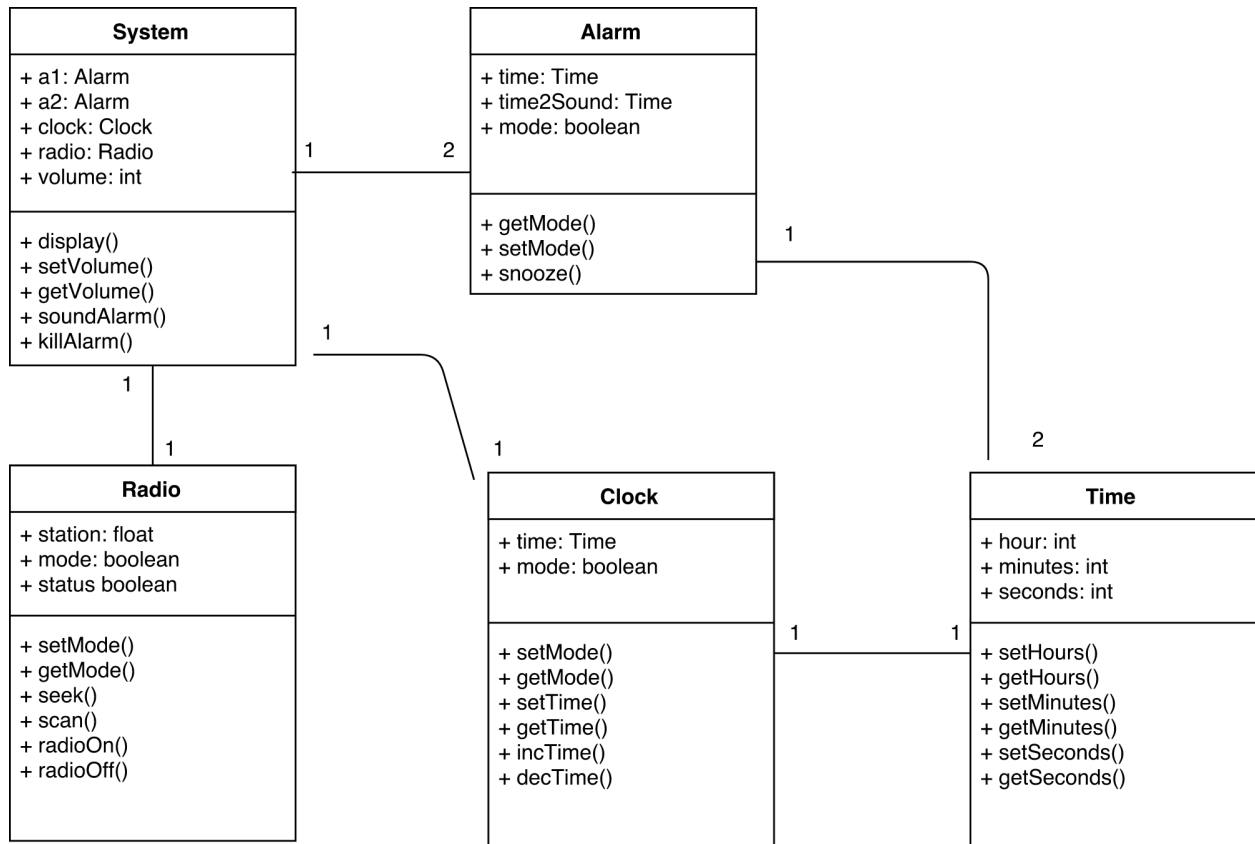 System
+ a1: Alarm
+ a2: Alarm
+ clock: Clock
+ radio: Radio
+ volume: int
+ display()
+ setVolume()
+ getVolume()
+ soundAlarm()
+ killAlarm()
1
2
Alarm
+ time: Time
+ time2Sound: Time
+ mode: boolean
+ getMode()
+ setMode()
+ snooze()
1
2
1
1
1
1
Radio
+ station: float
+ mode: boolean
+ status boolean
+ setMode()
+ getMode()
+ seek()
+ scan()
+ radioOn()
+ radioOff()
Clock
+ time: Time
+ mode: boolean
+ setMode()
+ getMode()
+ setTime()
+ getTime()
+ incTime()
+ decTime()
1
1
Time
+ hour: int
+ minutes: int
+ seconds: int
+ setHours()
+ getHours()
+ setMinutes()
+ getMinutes()
+ setSeconds()
+ getSeconds()